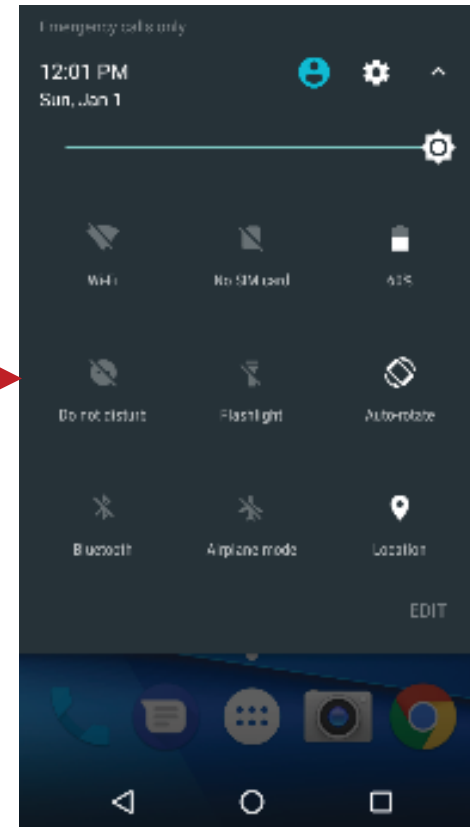 Emergency calls only
12:01 PM
Sun, Jan 1
Wi-Fi
No SIM card
60%
Do not disturb
Flashlight
Auto-rotate
Bluetooth
Airplane mode
Location
EDIT